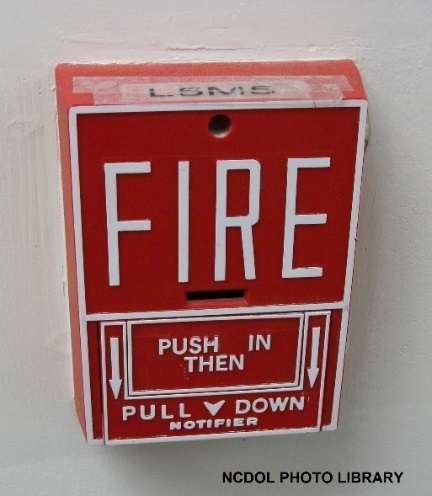 L5M5
FIRE
PUSH IN
THEN
PULL DOWN
NOTIFIER
NCDOL PHOTO LIBRARY